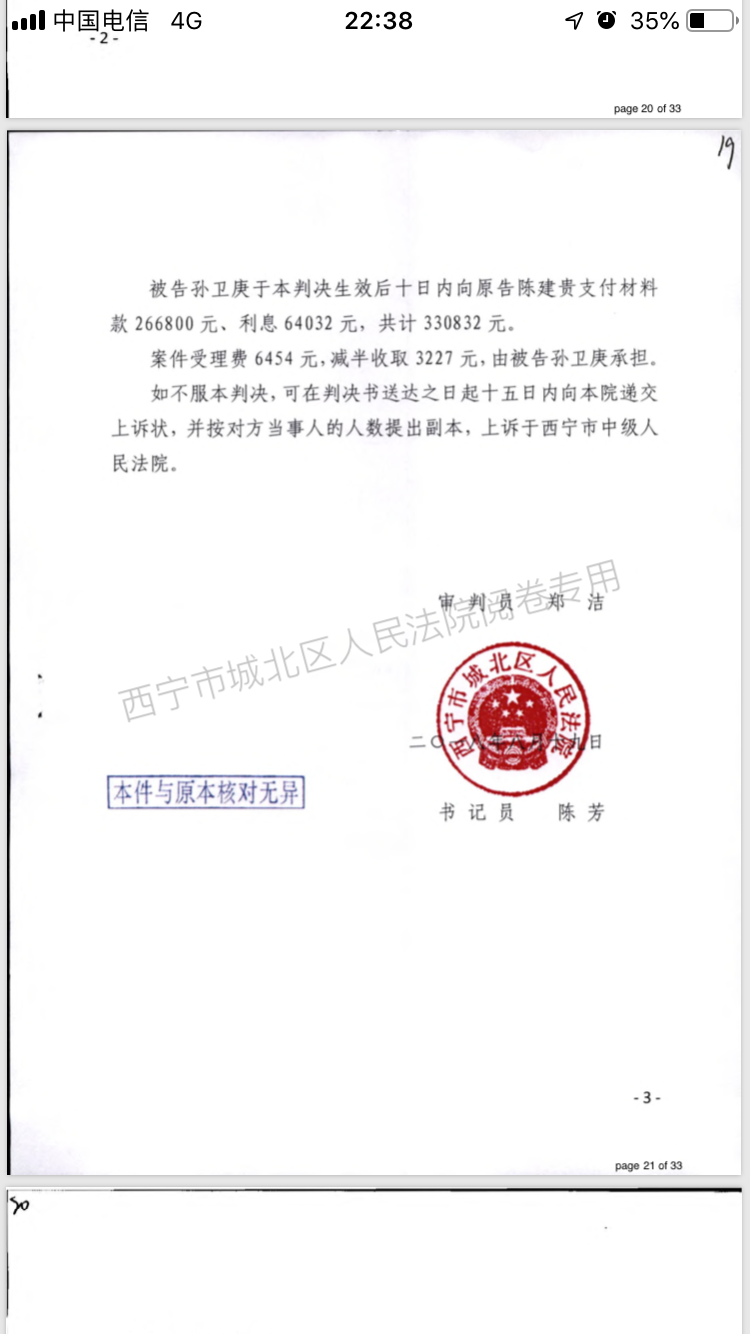 中国电信 4G 22:38 35%
- 2 -
page 20 of 33
19
被告孙卫庚于本判决生效后十日内向原告陈建贵支付材料
款 266800 元、利息 64032 元，共计 330832 元。
案件受理费 6454 元，减半收取 3227 元，由被告孙卫庚承担。
如不服本判决，可在判决书送达之日起十五日内向本院递交
上诉状，并按对方当事人的人数提出副本，上诉于西宁市中级人
民法院。
审 判 员 郑 洁
西宁市城北区人民法院阅卷专用
西宁市城北区人民法院
二〇 六年八月十九日
本件与原本核对无异
书 记 员 陈 芳
- 3 -
page 21 of 33